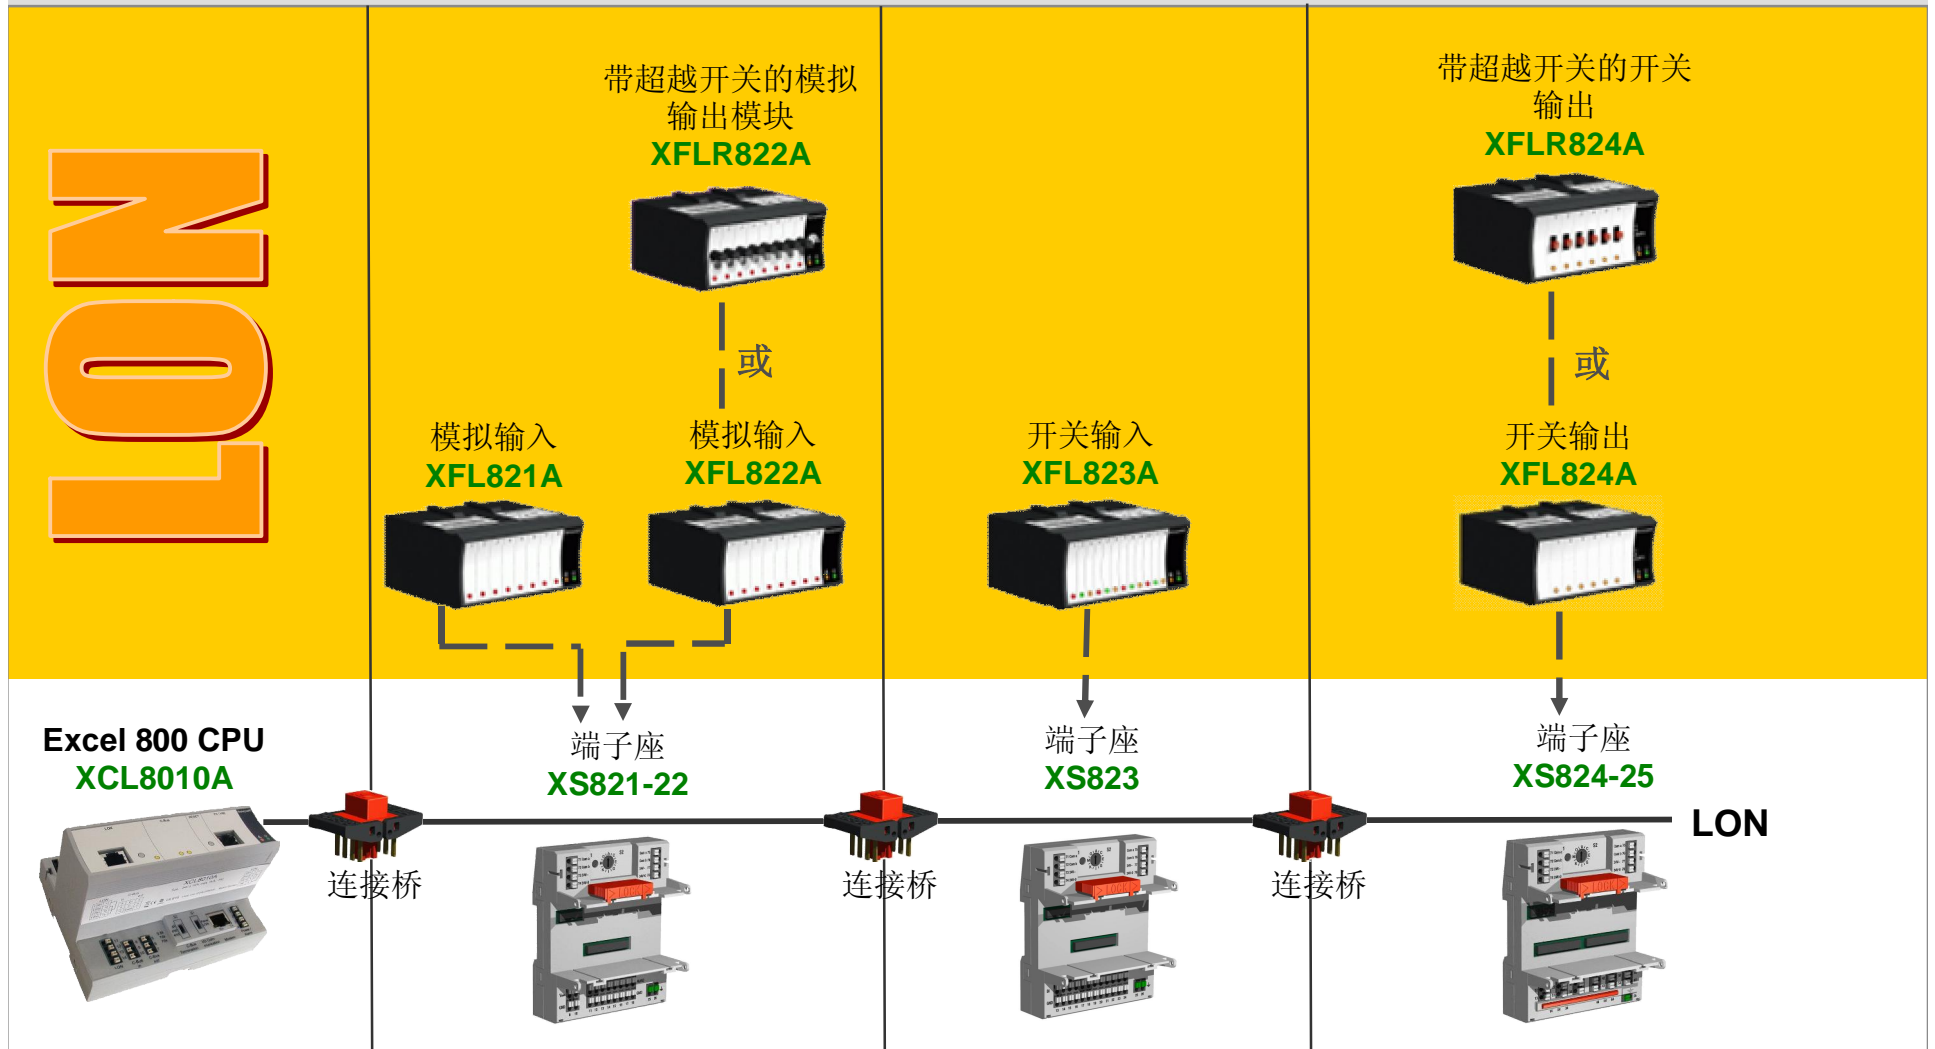 LON
带超越开关的模拟
输出模块
XFLR822A
带超越开关的开关
输出
XFLR824A
或
或
模拟输入
XFL821A
模拟输入
XFL822A
开关输入
XFL823A
开关输出
XFL824A
Excel 800 CPU
XCL8010A
端子座
XS821-22
端子座
XS823
端子座
XS824-25
LON
连接桥
连接桥
连接桥
XCL8010A